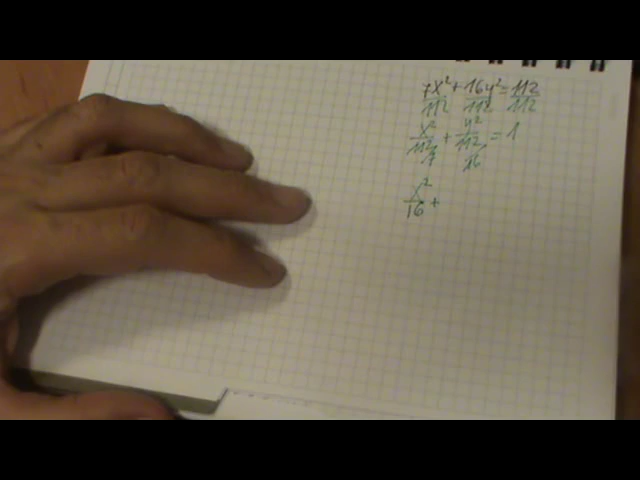 7x²/112 + 16y²/112 = 112/112
x²/(112/7) + y²/(112/16) = 1
x²/16 +